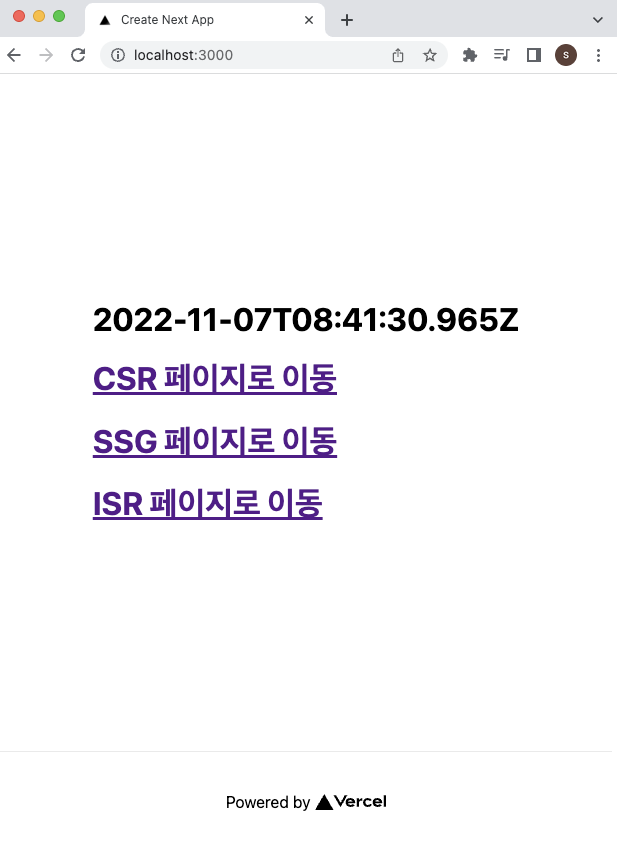 Create Next App
localhost:3000
S
2022-11-07T08:41:30.965Z
CSR 페이지로 이동
SSG 페이지로 이동
ISR 페이지로 이동
Powered by Vercel